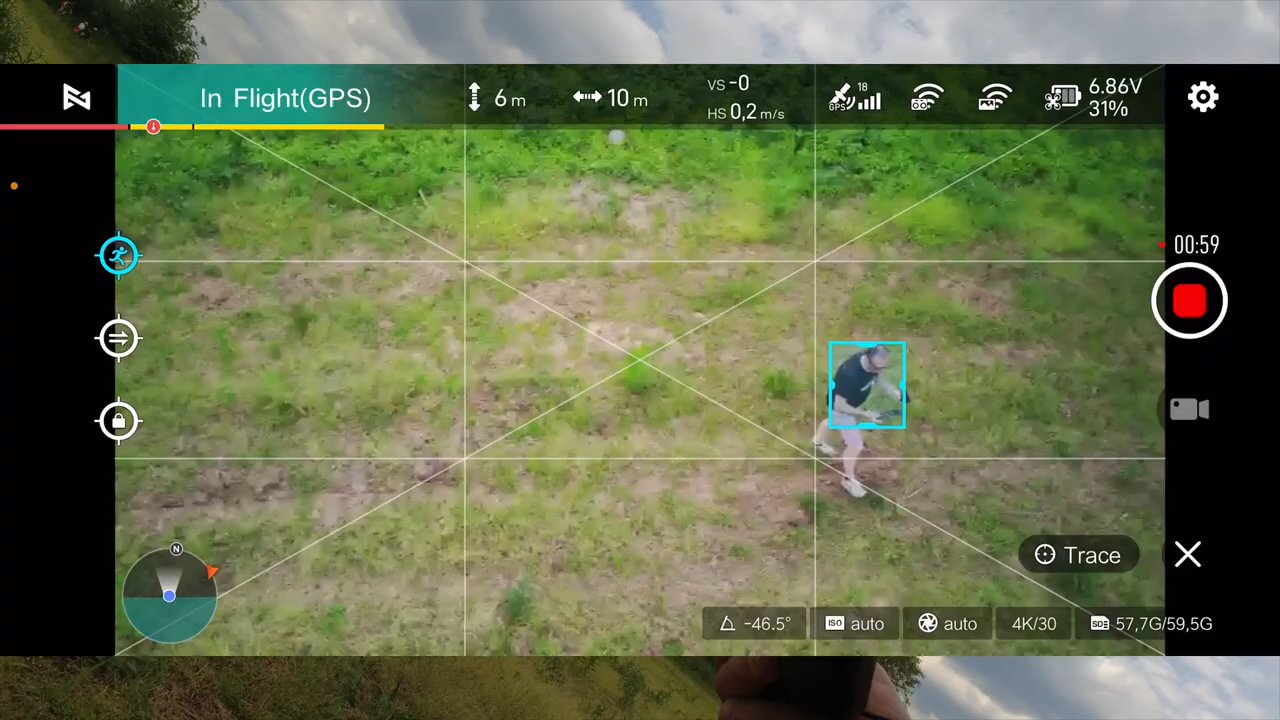 In Flight(GPS)
6 m
10 m
VS -0
HS 0,2 m/s
GPS
18
6.86V
31%
00:59
Trace
N
-46.5°
ISO auto
auto
4K/30
SD 57,7G/59,5G